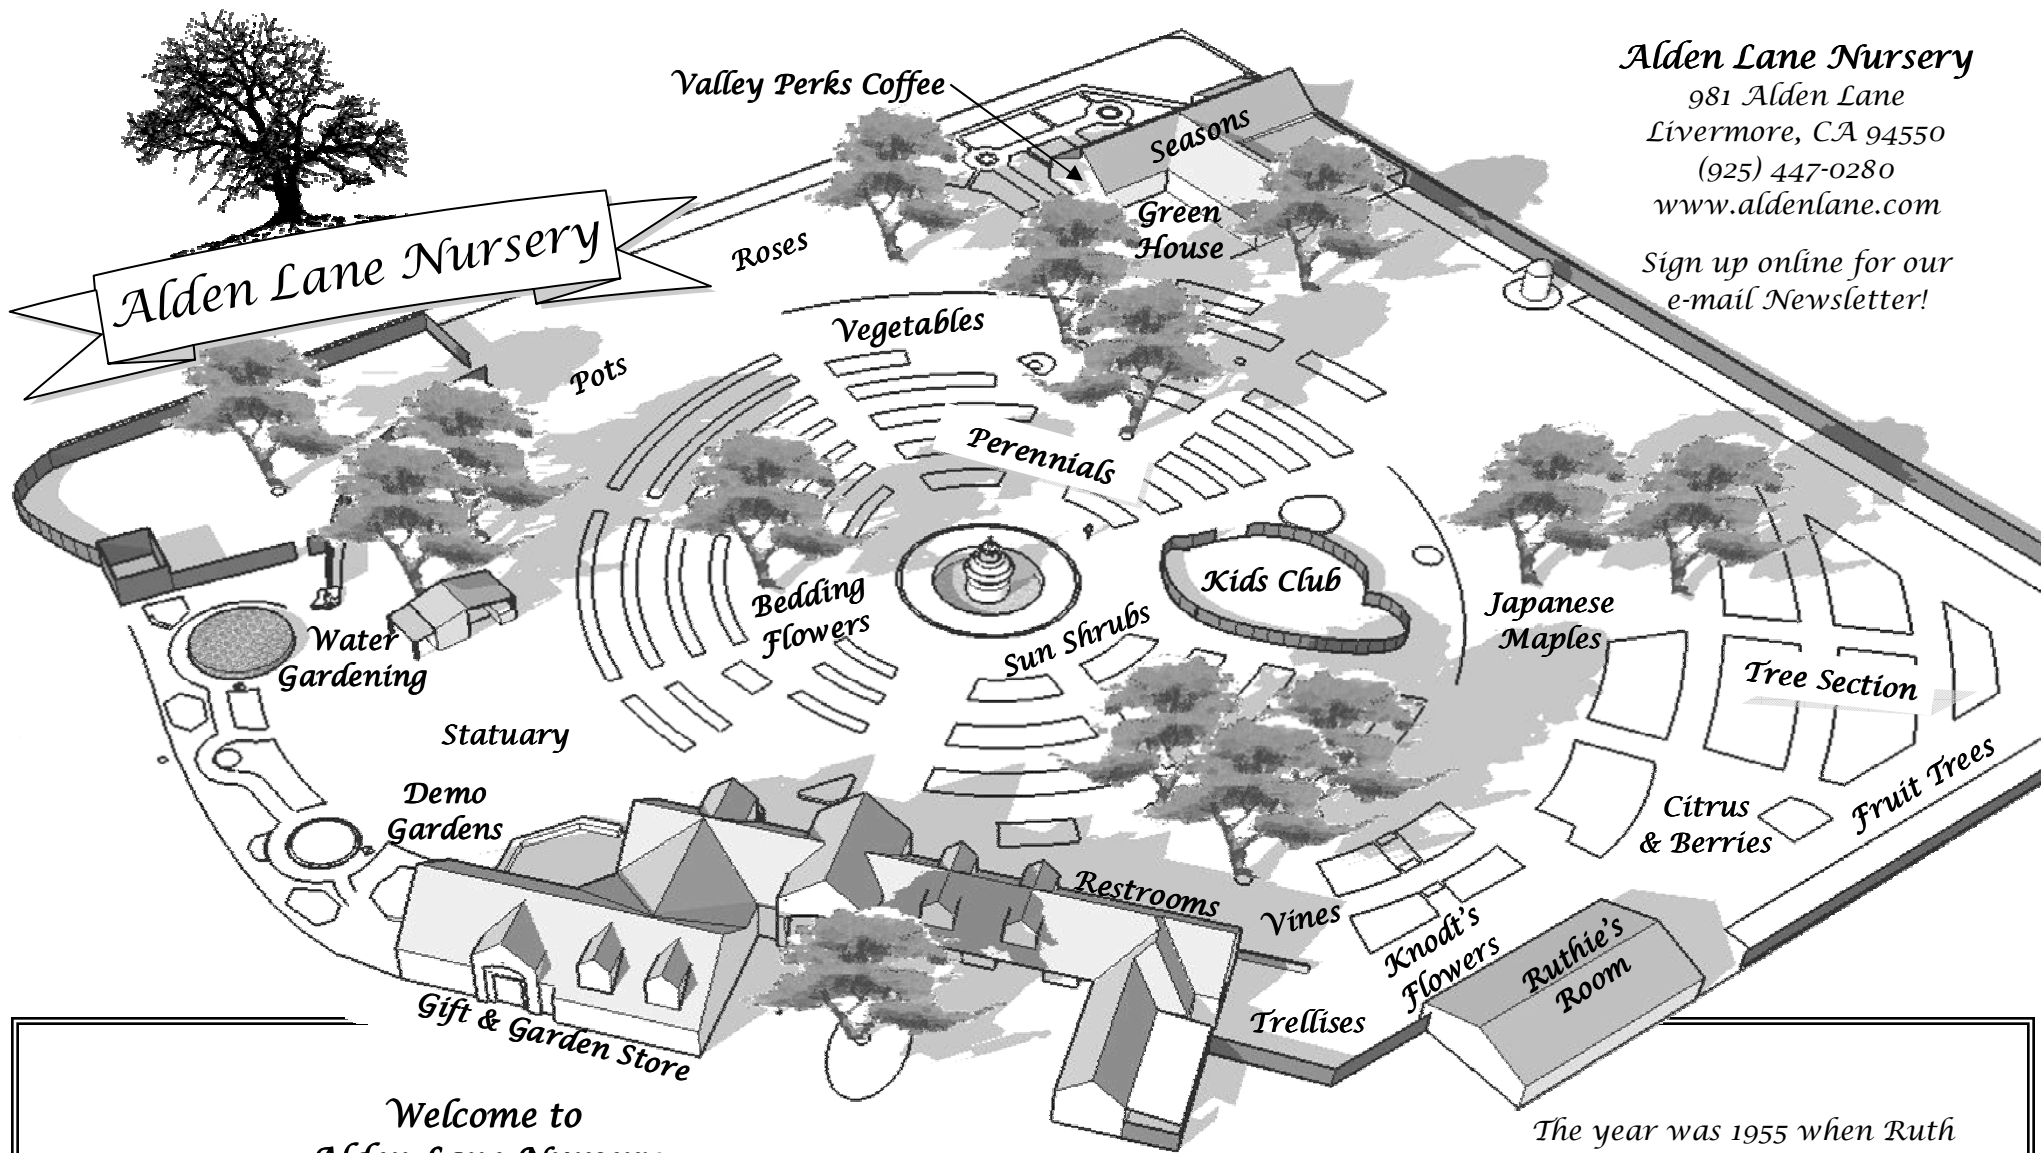 Alden Lane Nursery
981 Alden Lane
Livermore, CA 94550
(925) 447-0280
www.aldenlane.com
Sign up online for our
e-mail Newsletter!
Valley Perks Coffee
Seasons
Green
House
Alden Lane Nursery
Roses
Vegetables
Pots
Perennials
Kids Club
Bedding
Flowers
Sun Shrubs
Japanese
Maples
Tree Section
Water
Gardening
Statuary
Demo
Gardens
Citrus
& Berries
Fruit Trees
Restrooms
Vines
Knodt's
Flowers
Ruthie's
Room
Trellises
Gift & Garden Store
Welcome to
Alden Lane Nursery
The year was 1955 when Ruth